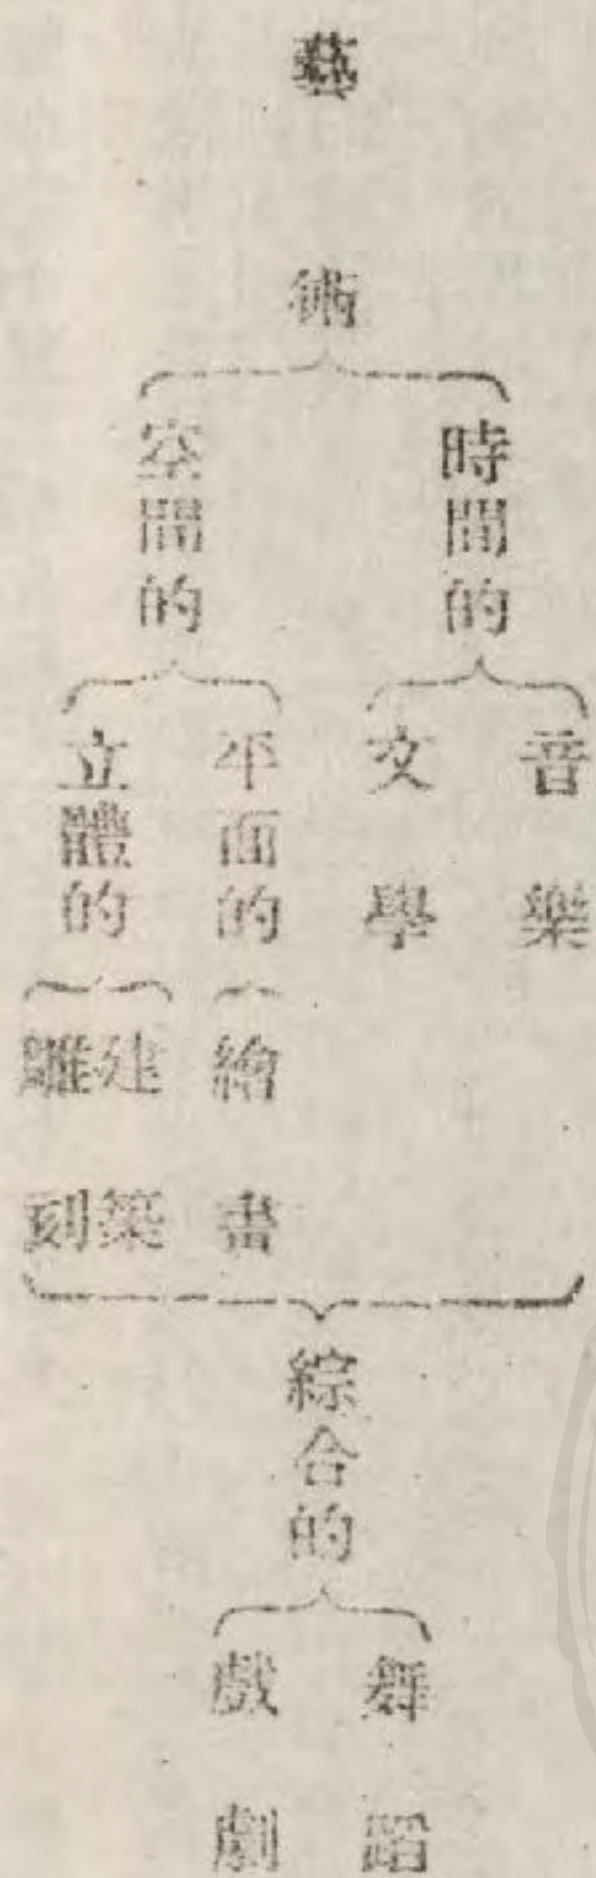 藝術
時間的
音樂
文學
空間的
平面的
繪畫
立體的
建築
雕刻
綜合的
舞蹈
戲劇